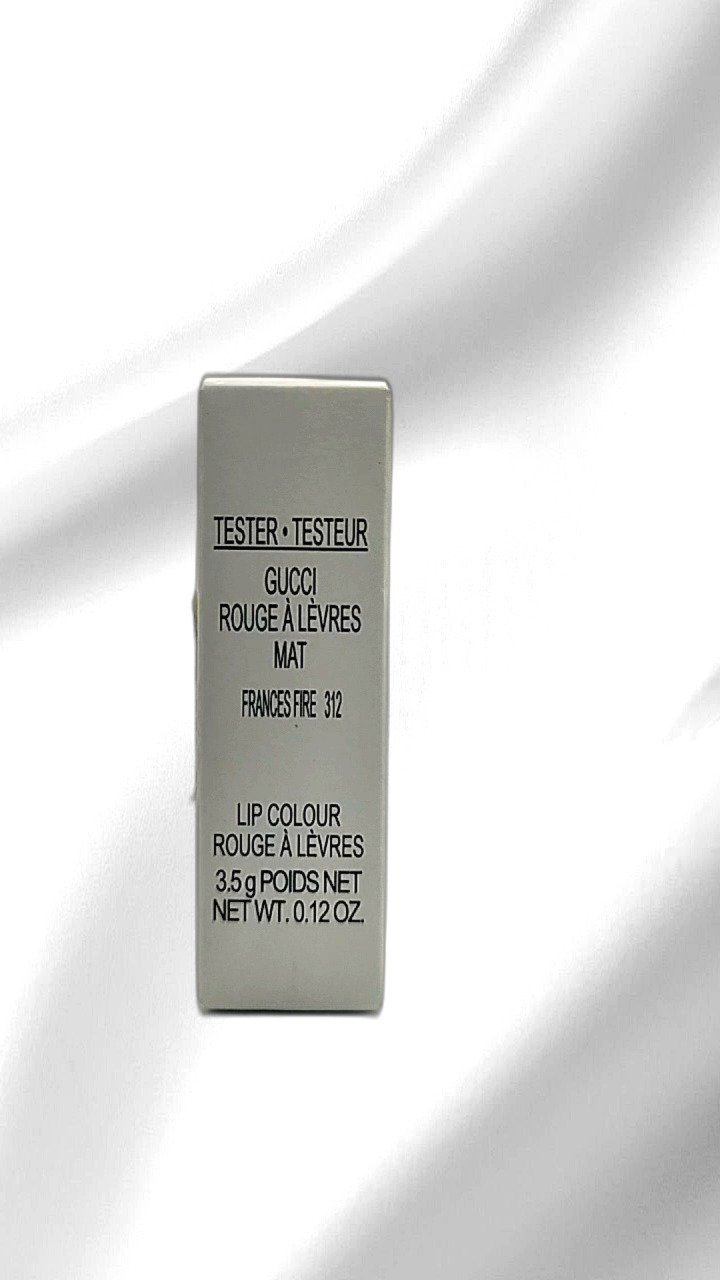 TESTER • TESTEUR
GUCCI
ROUGE À LÈVRES
MAT
FRANCES FIRE 312
LIP COLOUR
ROUGE À LÈVRES
3.5 g POIDS NET
NET WT. 0.12 OZ.